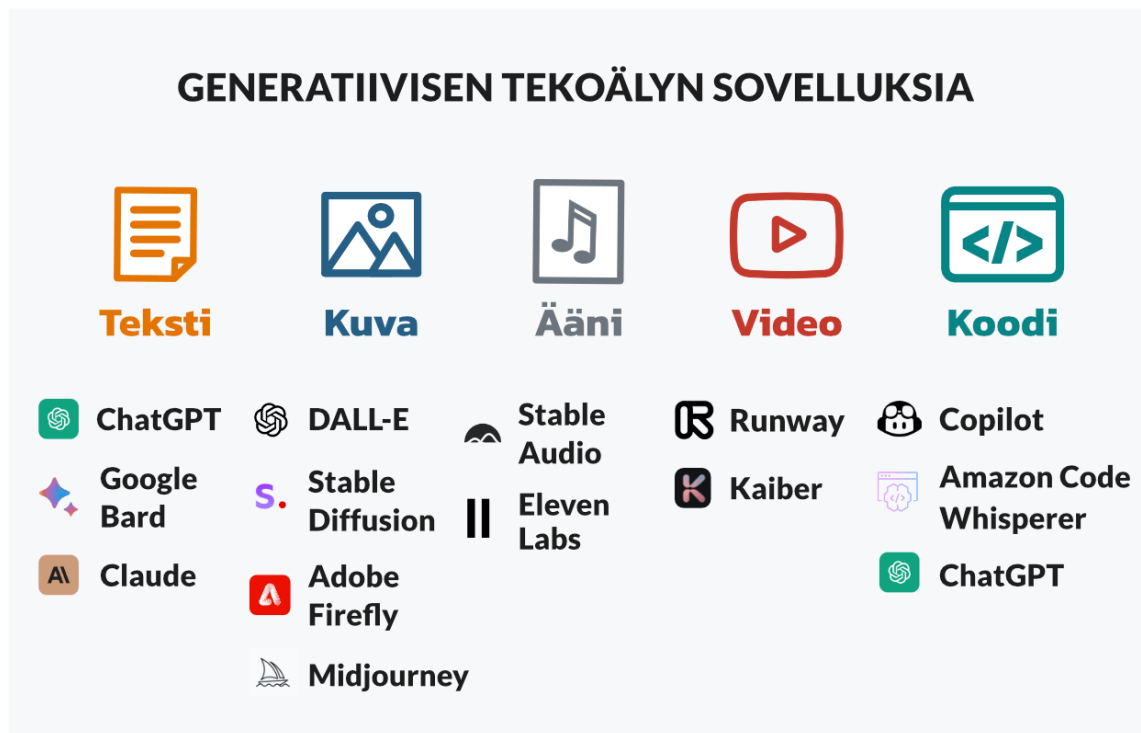 GENERATIIVISEN TEKOÄLYN SOVELLUKSIA
Teksti
Kuva
Ääni
Video
Koodi
ChatGPT
Google
Bard
Claude
DALL-E
Stable
Diffusion
Adobe
Firefly
Midjourney
Stable
Audio
Eleven
Labs
Runway
Kaiber
Copilot
Amazon Code
Whisperer
ChatGPT